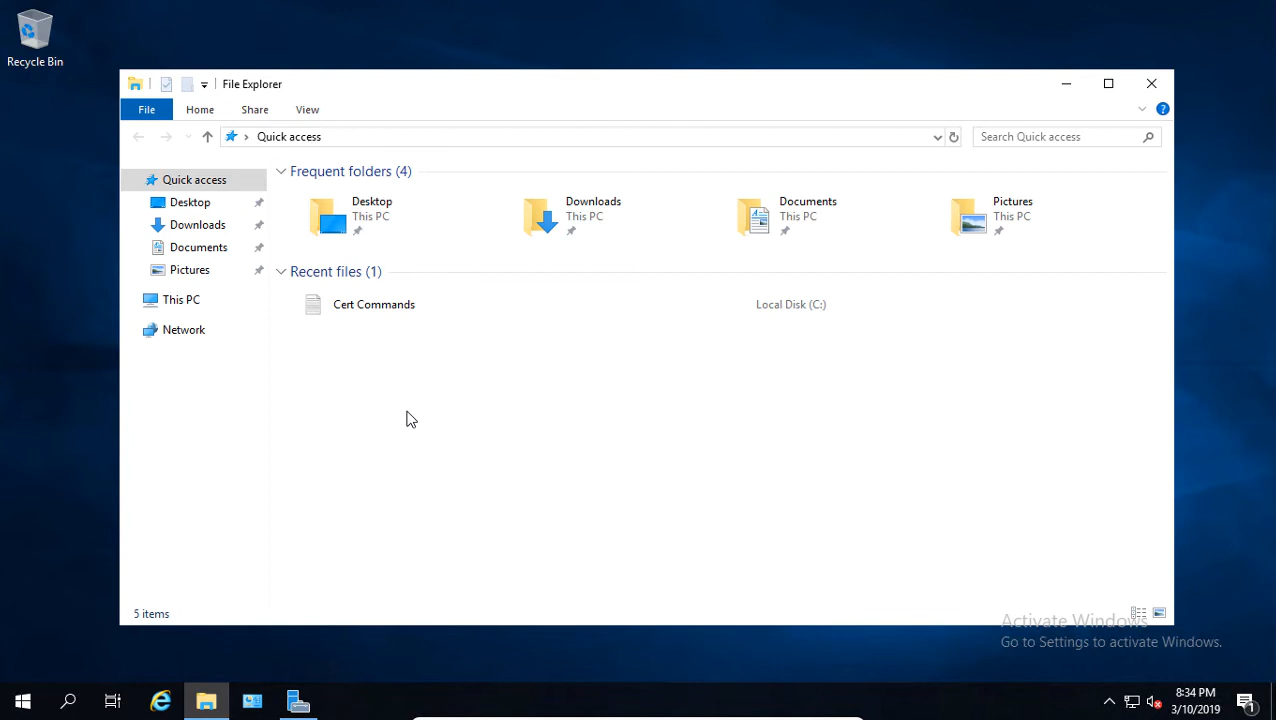 Recycle Bin
File Explorer
File Home Share View
Quick access
Search Quick access
Quick access
Desktop
Downloads
Documents
Pictures
This PC
Network
Frequent folders (4)
Desktop
This PC
Downloads
This PC
Documents
This PC
Pictures
This PC
Recent files (1)
Cert Commands Local Disk (C:)
5 items
Activate Windows
Go to Settings to activate Windows.
8:34 PM
3/10/2019
1